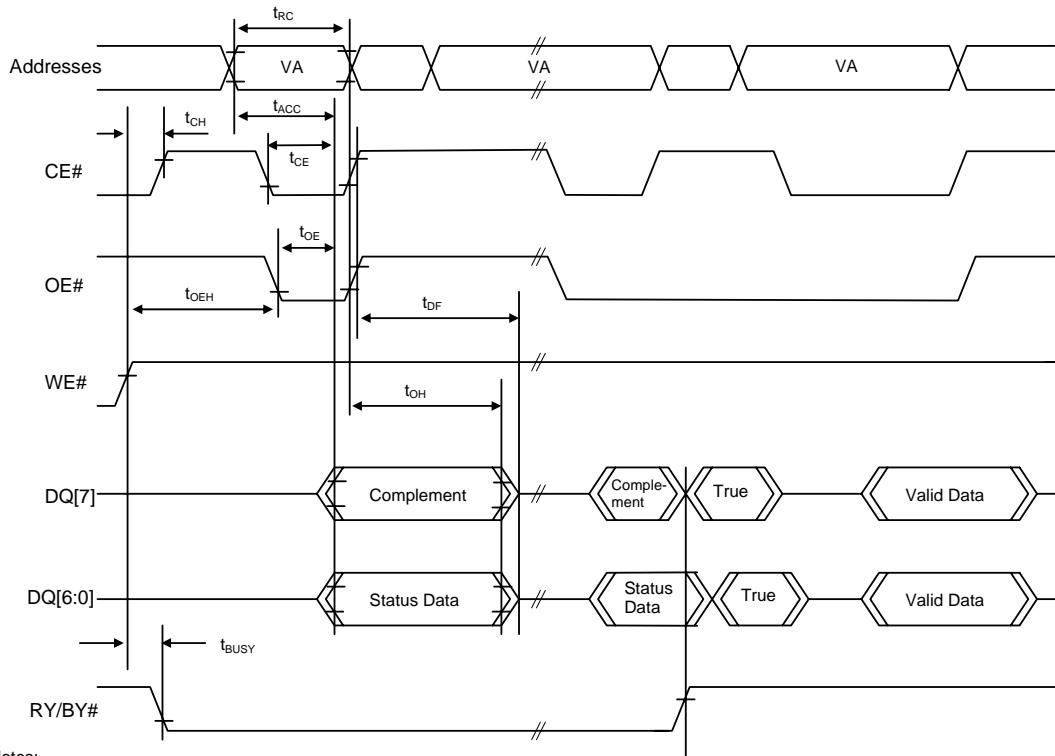 tRC
Addresses VA VA VA
tACC
tCH
tCE
CE#
tOE
OE#
tOEH
tDF
WE#
tOH
DQ[7] Complement Comple-
ment True Valid Data
DQ[6:0] Status Data Status
Data True Valid Data
tBUSY
RY/BY#